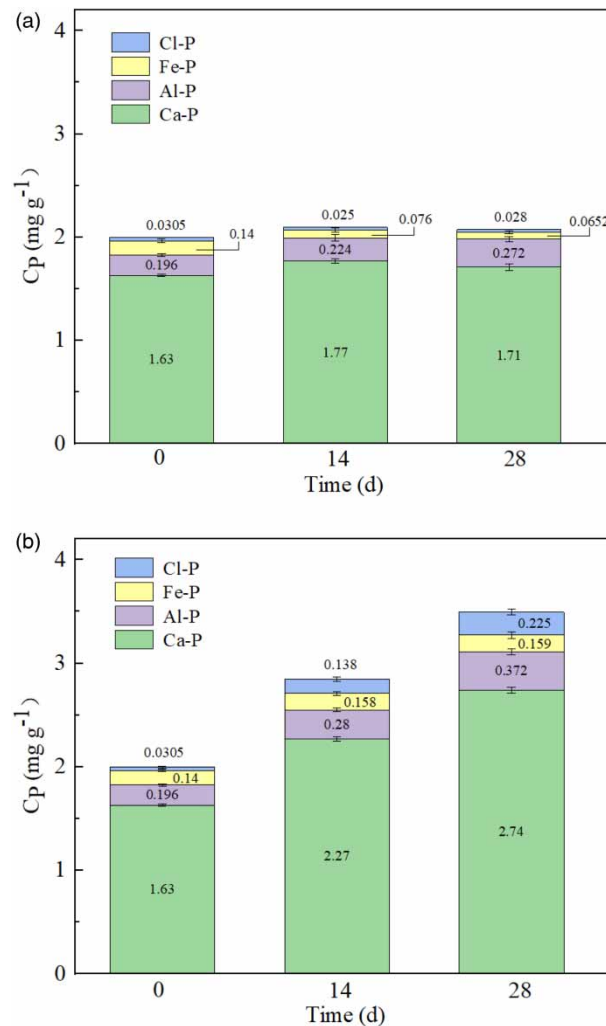 (a)
4
3
2
1
0
Cp (mg g-1)
Cl-P
Fe-P
Al-P
Ca-P
0.0305
0.14
0.196
1.63
0.025
0.076
0.224
1.77
0.028
0.0652
0.272
1.71
0 14 28
Time (d)
(b)
4
3
2
1
0
Cp (mg g-1)
Cl-P
Fe-P
Al-P
Ca-P
0.0305
0.14
0.196
1.63
0.138
0.158
0.28
2.27
0.225
0.159
0.372
2.74
0 14 28
Time (d)